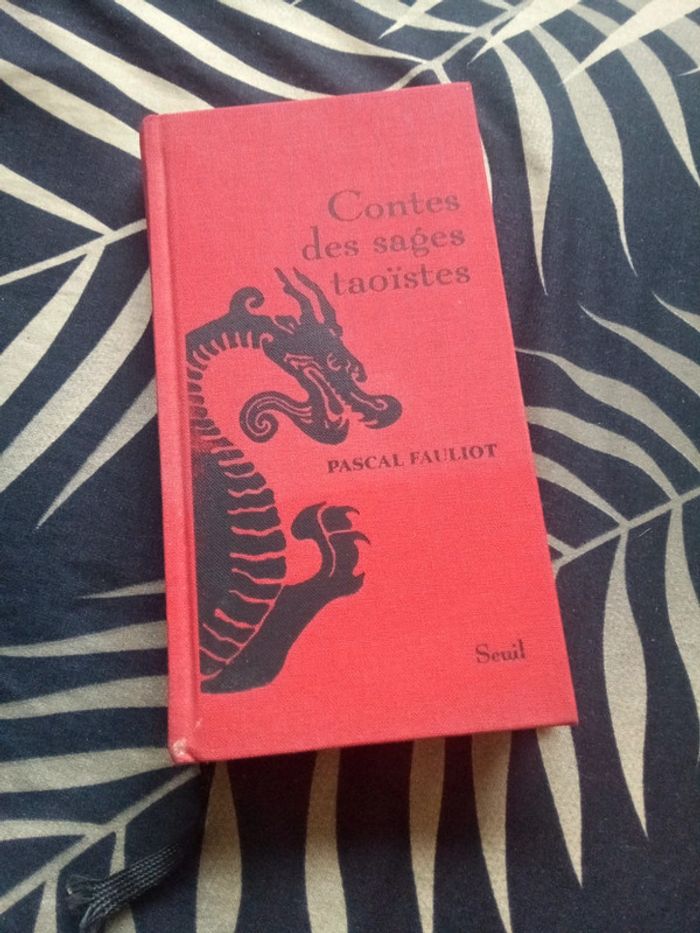 Contes
des sages
taoïstes
PASCAL FAULIOT
Seuil